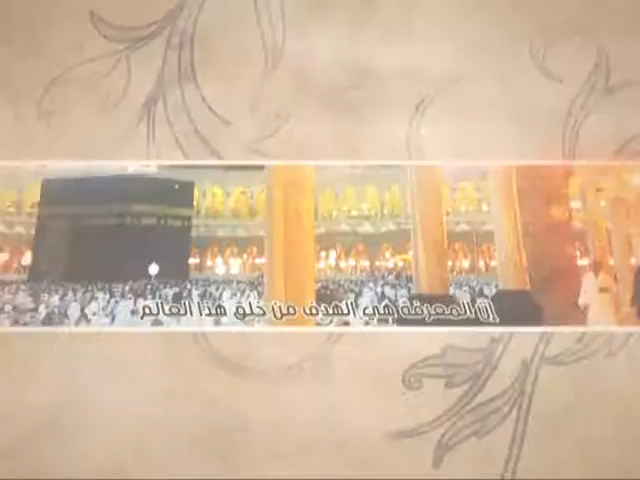 إن المعرفة هي الهدف من خلق هذا العالم